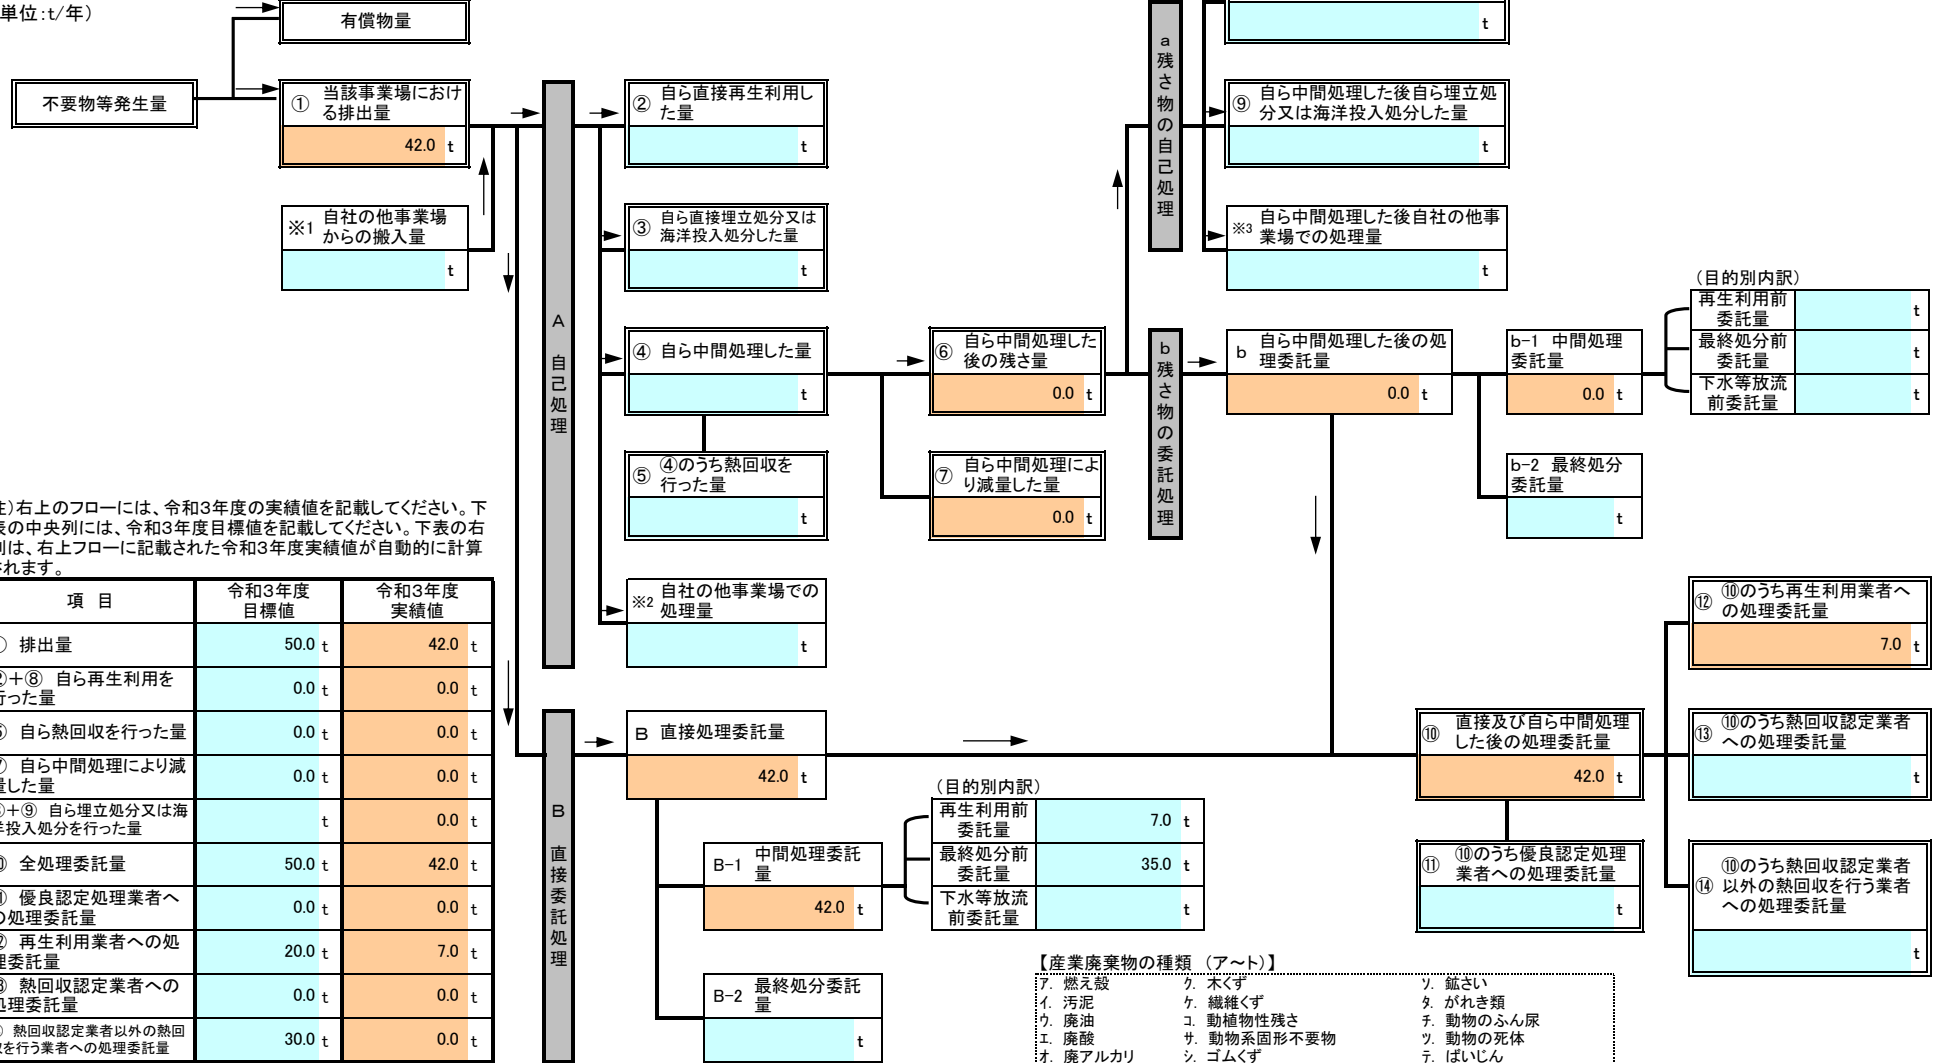 単位:t/年)
有償物量
不要物等発生量
① 当該事業場におけ
る排出量
42.0 t
※1 自社の他事業場
からの搬入量
t
A 自己処理
② 自ら直接再生利用し
た量
t
③ 自ら直接埋立処分又は
海洋投入処分した量
t
④ 自ら中間処理した量
t
⑤ ④のうち熱回収を
行った量
t
※2 自社の他事業場での
処理量
t
⑥ 自ら中間処理した
後の残さ量
0.0 t
⑦ 自ら中間処理によ
り減量した量
0.0 t
a 残さ物の自己処理
t
⑨ 自ら中間処理した後自ら埋立処
分又は海洋投入処分した量
t
※3 自ら中間処理した後自社の他事
業場での処理量
t
b 残さ物の委託処理
b 自ら中間処理した後の処
理委託量
0.0 t
b-1 中間処理
委託量
0.0 t
b-2 最終処分
委託量
t
(目的別内訳)
再生利用前
委託量
t
最終処分前
委託量
t
下水等放流
前委託量
t
)右上のフローには、令和3年度の実績値を記載してください。下
表の中央列には、令和3年度目標値を記載してください。下表の右
列は、右上フローに記載された令和3年度実績値が自動的に計算
されます。
項 目
令和3年度
目標値
令和3年度
実績値
排出量 50.0 t 42.0 t
+⑧ 自ら再生利用を
行った量
0.0 t 0.0 t
自ら熱回収を行った量 0.0 t 0.0 t
自ら中間処理により減
量した量
0.0 t 0.0 t
+⑨ 自ら埋立処分又は海
洋投入処分を行った量
t 0.0 t
全処理委託量 50.0 t 42.0 t
優良認定処理業者へ
の処理委託量
0.0 t 0.0 t
再生利用業者への処
理委託量
20.0 t 7.0 t
熱回収認定業者への
処理委託量
0.0 t 0.0 t
熱回収認定業者以外の熱回
収を行う業者への処理委託量
30.0 t 0.0 t
B 直接委託処理
B 直接処理委託量
42.0 t
B-1 中間処理委託
量
42.0 t
B-2 最終処分委託
量
t
(目的別内訳)
再生利用前
委託量
7.0 t
最終処分前
委託量
35.0 t
下水等放流
前委託量
t
⑩ 直接及び自ら中間処理
した後の処理委託量
42.0 t
⑪ ⑩のうち優良認定処理
業者への処理委託量
t
⑫ ⑩のうち再生利用業者へ
の処理委託量
7.0 t
⑬ ⑩のうち熱回収認定業者
への処理委託量
t
⑭ ⑩のうち熱回収認定業者
以外の熱回収を行う業者
への処理委託量
t
【産業廃棄物の種類 (ア~ト)】
ア. 燃え殻 ク. 木くず ソ. 鉱さい
イ. 汚泥 ケ. 繊維くず タ. がれき類
ウ. 廃油 コ. 動植物性残さ チ. 動物のふん尿
エ. 廃酸 サ. 動物系固形不要物 ツ. 動物の死体
オ. 廃アルカリ シ. ゴムくず テ. ばいじん